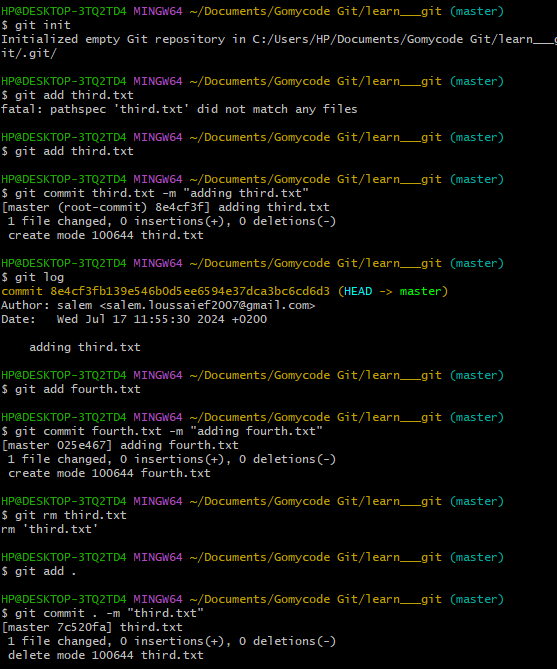 HP@DESKTOP-3TQ2TD4 MINGW64 ~/Documents/Gomycode Git/learn___git (master)
$ git init
Initialized empty Git repository in C:/Users/HP/Documents/Gomycode Git/learn___g
it/.git/
HP@DESKTOP-3TQ2TD4 MINGW64 ~/Documents/Gomycode Git/learn___git (master)
$ git add third.txt
fatal: pathspec 'third.txt' did not match any files
HP@DESKTOP-3TQ2TD4 MINGW64 ~/Documents/Gomycode Git/learn___git (master)
$ git add third.txt
HP@DESKTOP-3TQ2TD4 MINGW64 ~/Documents/Gomycode Git/learn___git (master)
$ git commit third.txt -m "adding third.txt"
[master (root-commit) 8e4cf3f] adding third.txt
 1 file changed, 0 insertions(+), 0 deletions(-)
 create mode 100644 third.txt
HP@DESKTOP-3TQ2TD4 MINGW64 ~/Documents/Gomycode Git/learn___git (master)
$ git log
commit 8e4cf3fb139e546b0d5ee6594e37dca3bc6cd6d3 (HEAD -> master)
Author: salem <salem.loussaief2007@gmail.com>
Date:   Wed Jul 17 11:55:30 2024 +0200
    adding third.txt
HP@DESKTOP-3TQ2TD4 MINGW64 ~/Documents/Gomycode Git/learn___git (master)
$ git add fourth.txt
HP@DESKTOP-3TQ2TD4 MINGW64 ~/Documents/Gomycode Git/learn___git (master)
$ git commit fourth.txt -m "adding fourth.txt"
[master 025e467] adding fourth.txt
 1 file changed, 0 insertions(+), 0 deletions(-)
 create mode 100644 fourth.txt
HP@DESKTOP-3TQ2TD4 MINGW64 ~/Documents/Gomycode Git/learn___git (master)
$ git rm third.txt
rm 'third.txt'
HP@DESKTOP-3TQ2TD4 MINGW64 ~/Documents/Gomycode Git/learn___git (master)
$ git add .
HP@DESKTOP-3TQ2TD4 MINGW64 ~/Documents/Gomycode Git/learn___git (master)
$ git commit . -m "third.txt"
[master 7c520fa] third.txt
 1 file changed, 0 insertions(+), 0 deletions(-)
 delete mode 100644 third.txt